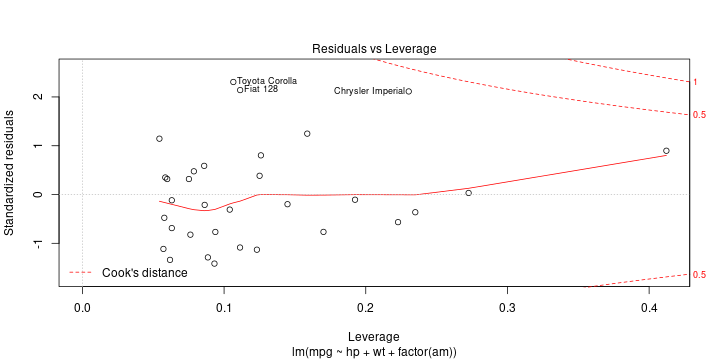 Residuals vs Leverage
Toyota Corolla
Fiat 128
Chrysler Imperial
1
0.5
0.5
Standardized residuals
2
1
0
-1
Cook's distance
0.0 0.1 0.2 0.3 0.4
Leverage
lm(mpg ~ hp + wt + factor(am))